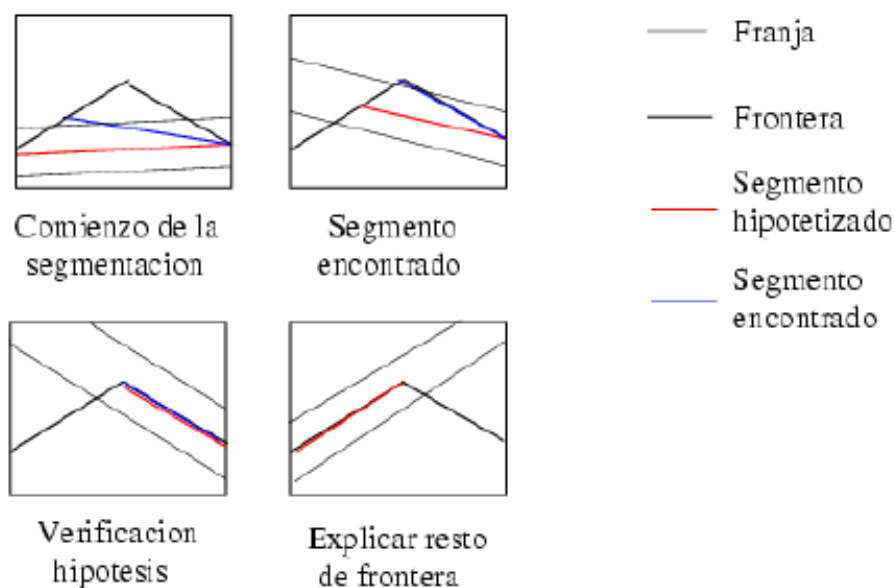 Comienzo de la
segmentacion
Segmento
encontrado
Verificacion
hipotesis
Explicar resto
de frontera
Franja
Frontera
Segmento
hipotetizado
Segmento
encontrado